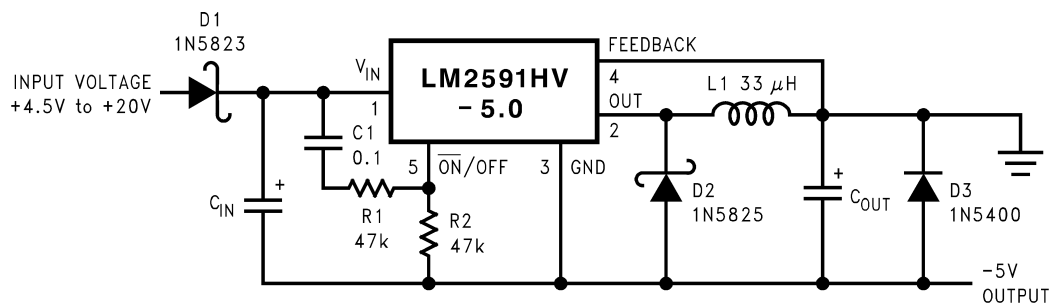 D1
1N5823
INPUT VOLTAGE
+4.5V to +20V
V_IN
1
LM2591HV
- 5.0
FEEDBACK
4
OUT
2
L1 33 μH
C1
0.1
5
O̅N̅/OFF
3
GND
+
C_IN
R1
47k
R2
47k
D2
1N5825
+
C_OUT
D3
1N5400
-5V
OUTPUT